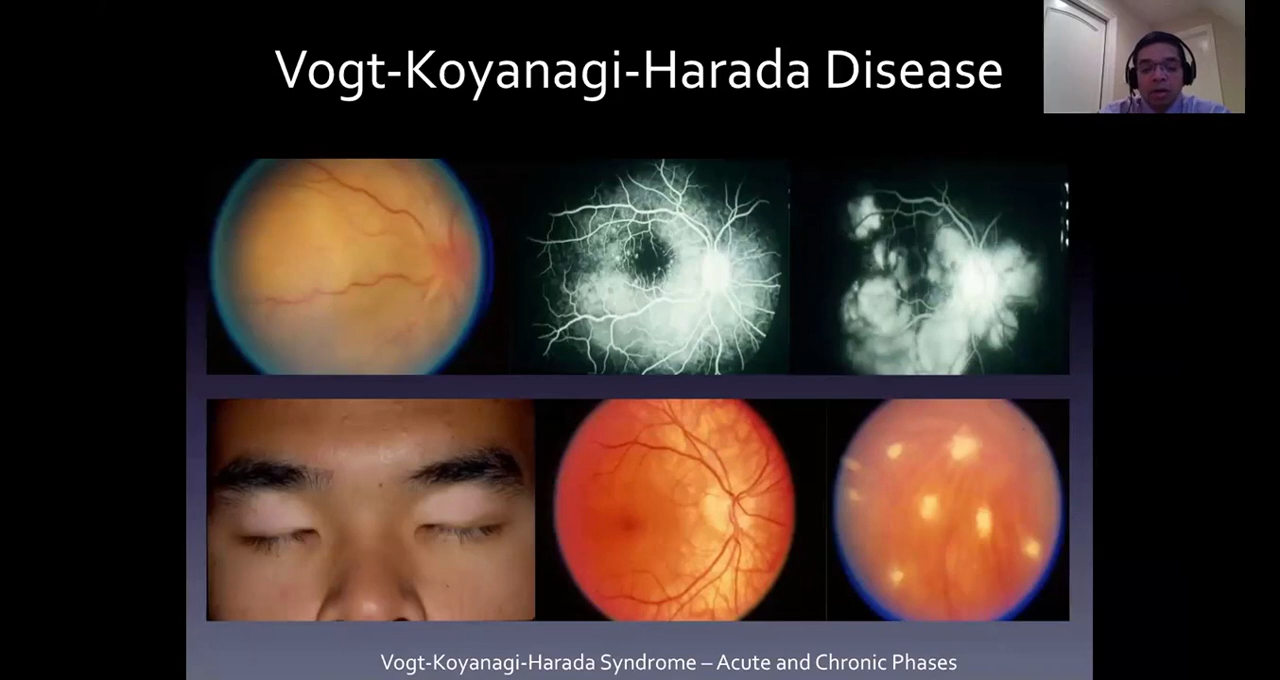 Vogt-Koyanagi-Harada Disease
Vogt-Koyanagi-Harada Syndrome – Acute and Chronic Phases